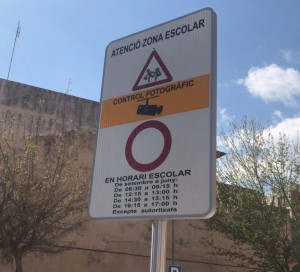 ATENCIÓ ZONA ESCOLAR
CONTROL FOTOGRÀFIC
EN HORARI ESCOLAR
De setembre a juny:
De 08:30 a 09:15 h
De 12:15 a 13:00 h
De 14:30 a 15:15 h
De 16:15 a 17:00 h
Excepte autoritzats